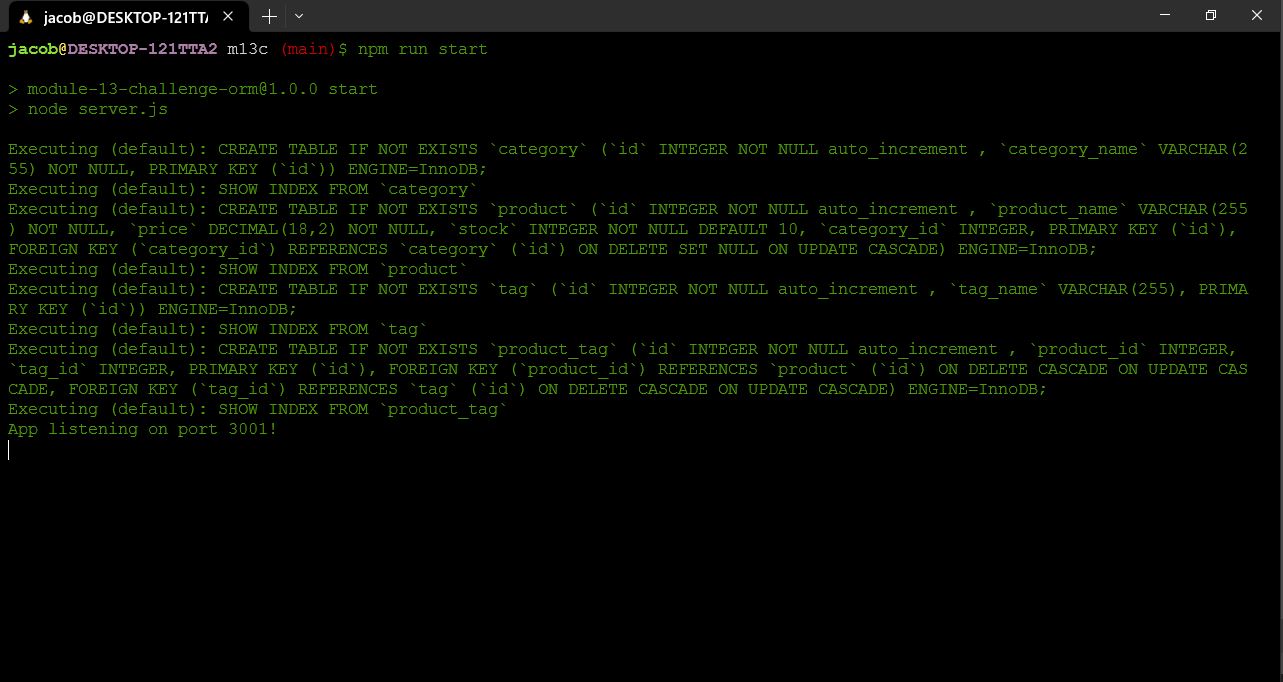 jacob@DESKTOP-121TTA
jacob@DESKTOP-121TTA2 m13c (main)$ npm run start
> module-13-challenge-orm@1.0.0 start
> node server.js
Executing (default): CREATE TABLE IF NOT EXISTS `category` (`id` INTEGER NOT NULL auto_increment , `category_name` VARCHAR(2
55) NOT NULL, PRIMARY KEY (`id`)) ENGINE=InnoDB;
Executing (default): SHOW INDEX FROM `category`
Executing (default): CREATE TABLE IF NOT EXISTS `product` (`id` INTEGER NOT NULL auto_increment , `product_name` VARCHAR(255
) NOT NULL, `price` DECIMAL(18,2) NOT NULL, `stock` INTEGER NOT NULL DEFAULT 10, `category_id` INTEGER, PRIMARY KEY (`id`),
FOREIGN KEY (`category_id`) REFERENCES `category` (`id`) ON DELETE SET NULL ON UPDATE CASCADE) ENGINE=InnoDB;
Executing (default): SHOW INDEX FROM `product`
Executing (default): CREATE TABLE IF NOT EXISTS `tag` (`id` INTEGER NOT NULL auto_increment , `tag_name` VARCHAR(255), PRIMA
RY KEY (`id`)) ENGINE=InnoDB;
Executing (default): SHOW INDEX FROM `tag`
Executing (default): CREATE TABLE IF NOT EXISTS `product_tag` (`id` INTEGER NOT NULL auto_increment , `product_id` INTEGER,
`tag_id` INTEGER, PRIMARY KEY (`id`), FOREIGN KEY (`product_id`) REFERENCES `product` (`id`) ON DELETE CASCADE ON UPDATE CAS
CADE, FOREIGN KEY (`tag_id`) REFERENCES `tag` (`id`) ON DELETE CASCADE ON UPDATE CASCADE) ENGINE=InnoDB;
Executing (default): SHOW INDEX FROM `product_tag`
App listening on port 3001!